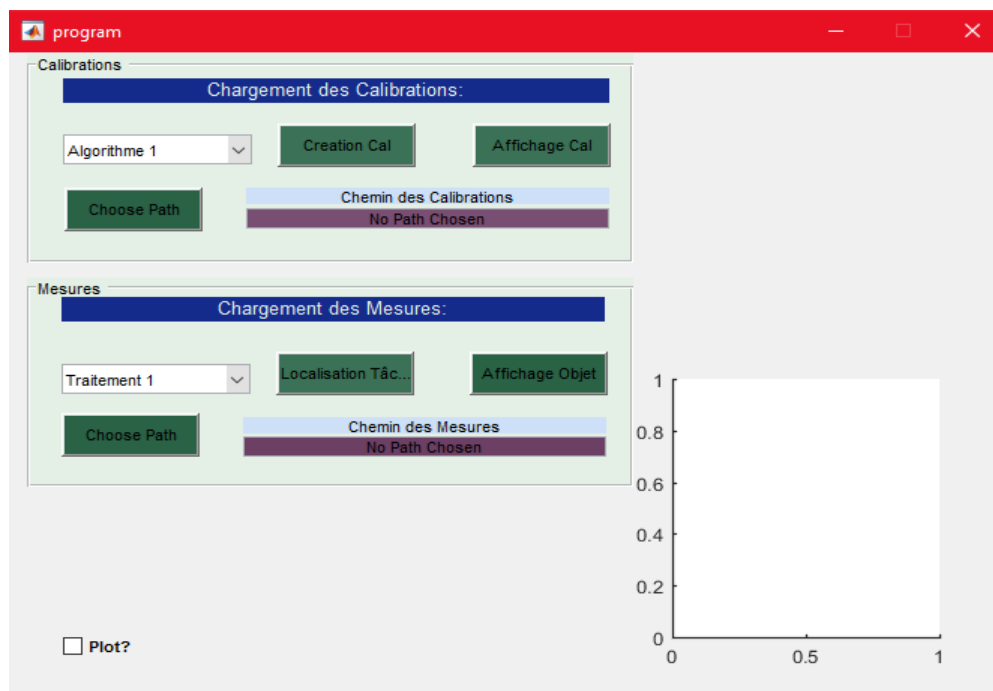 program
Calibrations
Chargement des Calibrations:
Algorithme 1
Creation Cal
Affichage Cal
Choose Path
Chemin des Calibrations
No Path Chosen
Mesures
Chargement des Mesures:
Traitement 1
Localisation Tâc...
Affichage Objet
Choose Path
Chemin des Mesures
No Path Chosen
1
0.8
0.6
0.4
0.2
0
0 0.5 1
Plot?